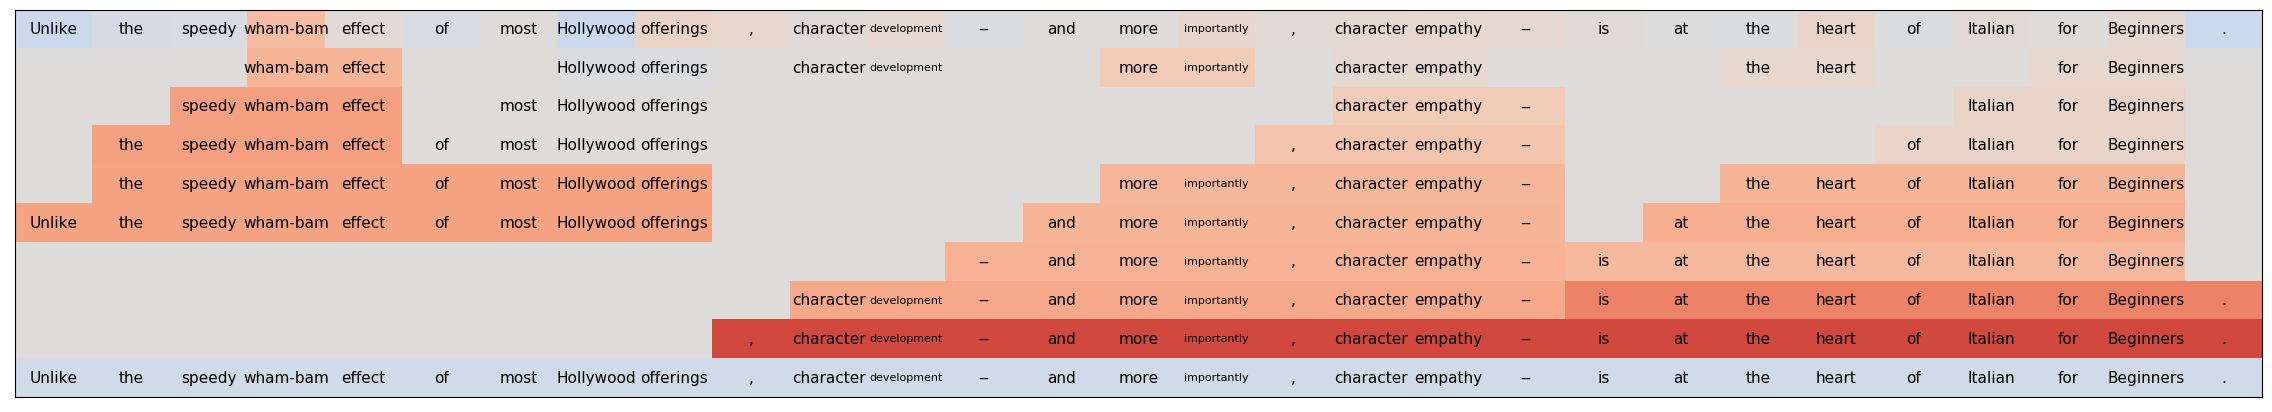 Unlike the speedy wham-bam effect of most Hollywood offerings , character development -- and more importantly , character empathy -- is at the heart of Italian for Beginners .
wham-bam effect Hollywood offerings character development more importantly character empathy the heart for Beginners
speedy wham-bam effect most Hollywood offerings character empathy -- Italian for Beginners
the speedy wham-bam effect of most Hollywood offerings , character empathy -- of Italian for Beginners
the speedy wham-bam effect of most Hollywood offerings more importantly , character empathy -- the heart of Italian for Beginners
Unlike the speedy wham-bam effect of most Hollywood offerings and more importantly , character empathy -- at the heart of Italian for Beginners
-- and more importantly , character empathy -- is at the heart of Italian for Beginners
character development -- and more importantly , character empathy -- is at the heart of Italian for Beginners .
, character development -- and more importantly , character empathy -- is at the heart of Italian for Beginners .
Unlike the speedy wham-bam effect of most Hollywood offerings , character development -- and more importantly , character empathy -- is at the heart of Italian for Beginners .